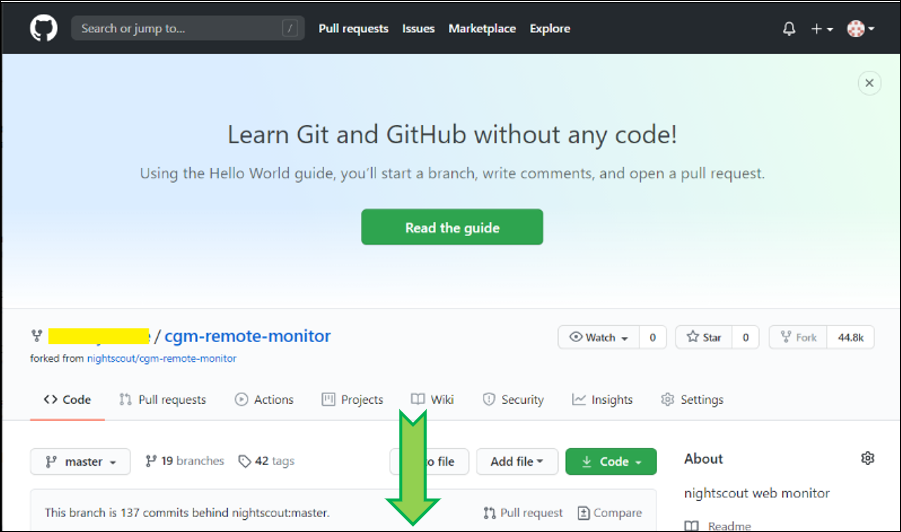 Search or jump to... /
Pull requests Issues Marketplace Explore
Learn Git and GitHub without any code!
Using the Hello World guide, you’ll start a branch, write comments, and open a pull request.
Read the guide
/ cgm-remote-monitor
Watch 0 Star 0 Fork 44.8k
forked from nightscout/cgm-remote-monitor
Code Pull requests Actions Projects Wiki Security Insights Settings
master 19 branches 42 tags file Add file Code About
nightscout web monitor
This branch is 137 commits behind nightscout:master. Pull request Compare
Readme